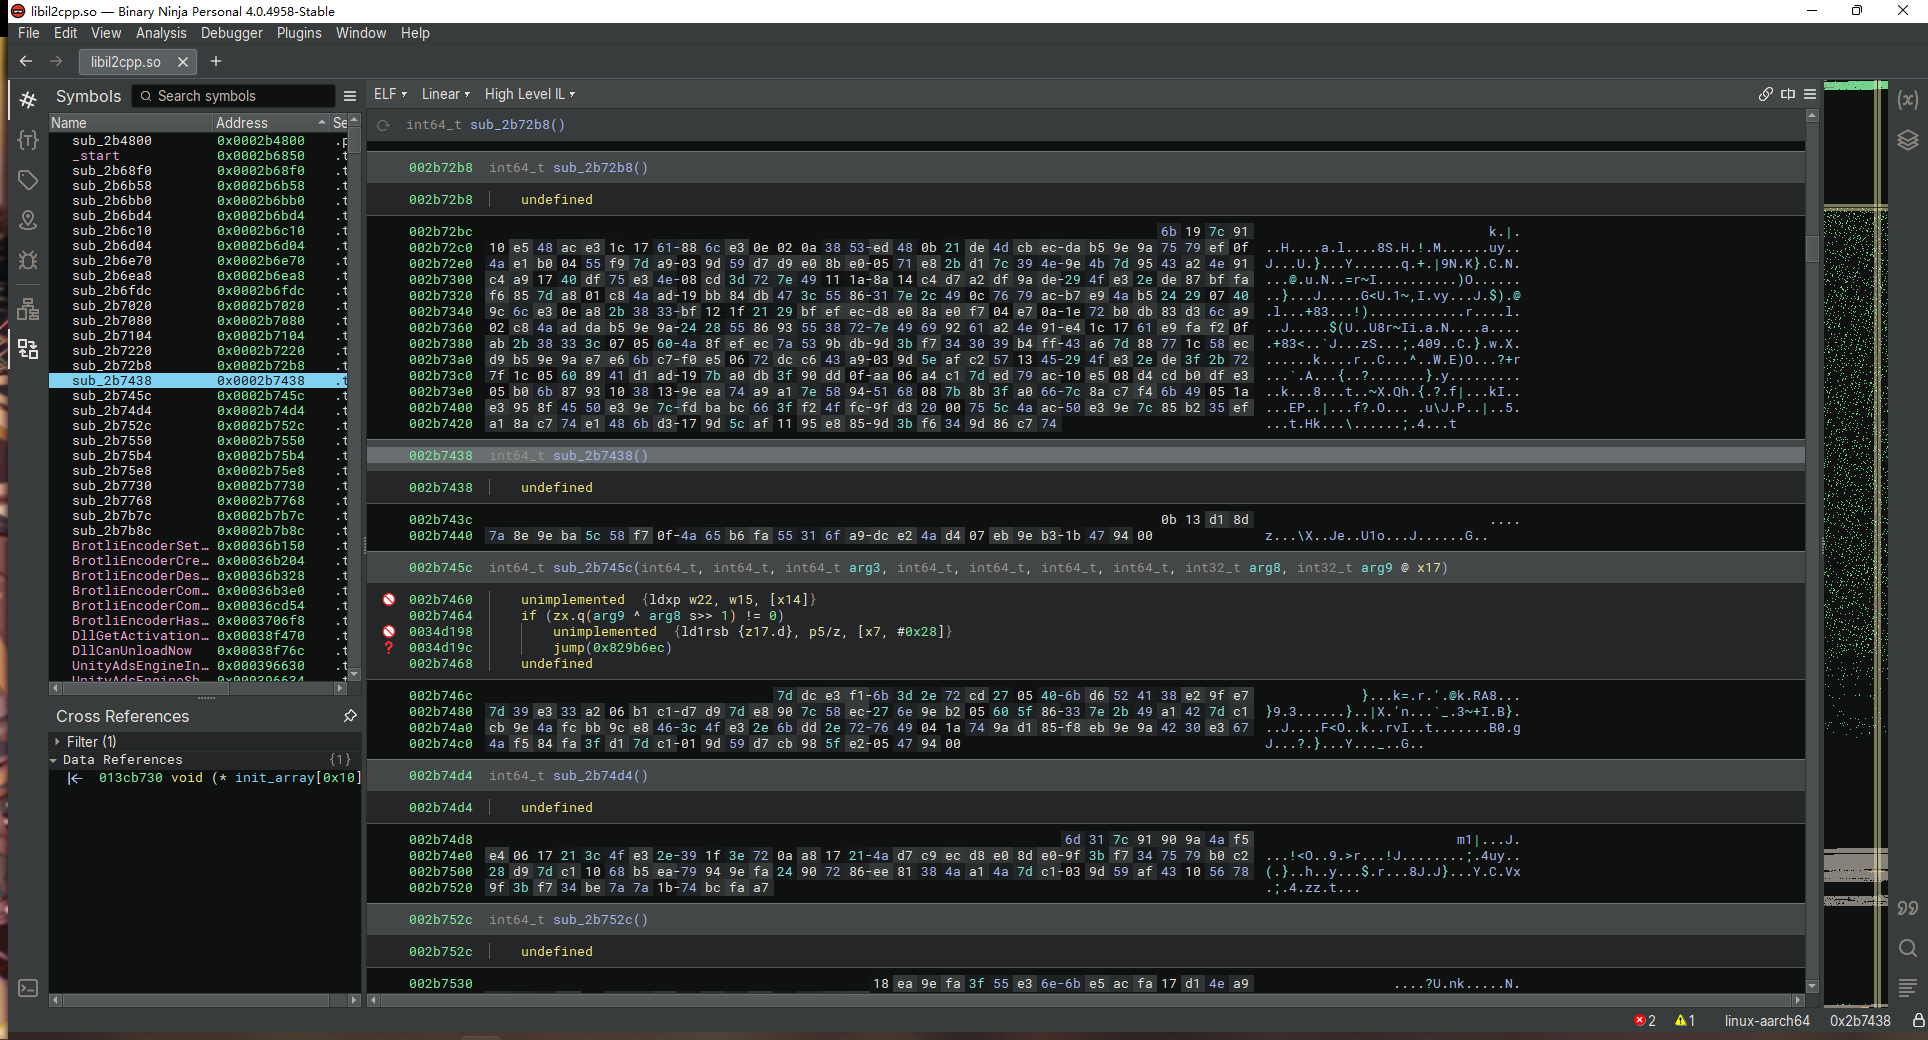 libil2cpp.so — Binary Ninja Personal 4.0.4958-Stable
File Edit View Analysis Debugger Plugins Window Help
libil2cpp.so
Symbols Search symbols
ELF Linear High Level IL
Name Address Se
sub_2b4800 0x0002b4800 .p
_start 0x0002b6850 .t
sub_2b68f0 0x0002b68f0 .t
sub_2b6b58 0x0002b6b58 .t
sub_2b6bb0 0x0002b6bb0 .t
sub_2b6bd4 0x0002b6bd4 .t
sub_2b6c10 0x0002b6c10 .t
sub_2b6d04 0x0002b6d04 .t
sub_2b6e70 0x0002b6e70 .t
sub_2b6ea8 0x0002b6ea8 .t
sub_2b6fdc 0x0002b6fdc .t
sub_2b7020 0x0002b7020 .t
sub_2b7080 0x0002b7080 .t
sub_2b7104 0x0002b7104 .t
sub_2b7220 0x0002b7220 .t
sub_2b72b8 0x0002b72b8 .t
sub_2b7438 0x0002b7438 .t
sub_2b745c 0x0002b745c .t
sub_2b74d4 0x0002b74d4 .t
sub_2b752c 0x0002b752c .t
sub_2b7550 0x0002b7550 .t
sub_2b75b4 0x0002b75b4 .t
sub_2b75e8 0x0002b75e8 .t
sub_2b7730 0x0002b7730 .t
sub_2b7768 0x0002b7768 .t
sub_2b7b7c 0x0002b7b7c .t
sub_2b7b8c 0x0002b7b8c .t
BrotliEncoderSet… 0x00036b150 .t
BrotliEncoderCre… 0x00036b204 .t
BrotliEncoderDes… 0x00036b328 .t
BrotliEncoderCom… 0x00036b3e0 .t
BrotliEncoderCom… 0x00036cd54 .t
BrotliEncoderHas… 0x0003706f8 .t
DllGetActivation… 0x00038f470 .t
DllCanUnloadNow 0x00038f76c .t
UnityAdsEngineIn… 0x000396630 .t
UnityAdsEngineSh… 0x000396634 .t
Cross References
Filter (1)
Data References {1}
013cb730 void (* init_array[0x10]
int64_t sub_2b72b8()
002b72b8 int64_t sub_2b72b8()
002b72b8 undefined
002b72bc 6b 19 7c 91 k.|.
002b72c0 10 e5 48 ac e3 1c 17 61-88 6c e3 0e 02 0a 38 53-ed 48 0b 21 de 4d cb ec-da b5 9e 9a 75 79 ef 0f ..H....a.l....8S.H.!.M......uy..
002b72e0 4a e1 b0 04 55 f9 7d a9-03 9d 59 d7 d9 e0 8b e0-05 71 e8 2b d1 7c 39 4e-9e 4b 7d 95 43 a2 4e 91 J...U.}...Y......q.+.|9N.K}.C.N.
002b7300 c4 a9 17 40 df 75 e3 4e-08 cd 3d 72 7e 49 11 1a-8a 14 c4 d7 a2 df 9a de-29 4f e3 2e de 87 bf fa ...@.u.N..=r~I..........)O......
002b7320 f6 85 7d a8 01 c8 4a ad-19 bb 84 db 47 3c 55 86-31 7e 2c 49 0c 76 79 ac-b7 e9 4a b5 24 29 07 40 ..}...J.....G<U.1~,I.vy...J.$).@
002b7340 9c 6c e3 0e a8 2b 38 33-bf 12 1f 21 29 bf ef ec-d8 e0 8a e0 f7 04 e7 0a-1e 72 b0 db 83 d3 6c a9 .l...+83...!)............r....l.
002b7360 02 c8 4a ad da b5 9e 9a-24 28 55 86 93 55 38 72-7e 49 69 92 61 a2 4e 91-e4 1c 17 61 e9 fa f2 0f ..J.....$(U..U8r~Ii.a.N....a....
002b7380 ab 2b 38 33 3c 07 05 60-4a 8f ef ec 7a 53 9b db-9d 3b f7 34 30 39 b4 ff-43 a6 7d 88 77 1c 58 ec .+83<..`J...zS...;.409..C.}.w.X.
002b73a0 d9 b5 9e 9a e7 e6 6b c7-f0 e5 06 72 dc c6 43 a9-03 9d 5e af c2 57 13 45-29 4f e3 2e de 3f 2b 72 ......k....r..C...^..W.E)O...?+r
002b73c0 7f 1c 05 60 89 41 d1 ad-19 7b a0 db 3f 90 dd 0f-aa 06 a4 c1 7d ed 79 ac-10 e5 08 d4 cd b0 df e3 ...`.A...{..?.......}.y.........
002b73e0 05 b0 6b 87 93 10 38 13-9e ea 74 a9 a1 7e 58 94-51 68 08 7b 8b 3f a0 66-7c 8a c7 f4 6b 49 05 1a ..k...8...t..~X.Qh.{.?.f|...kI..
002b7400 e3 95 8f 45 50 e3 9e 7c-fd ba bc 66 3f f2 4f fc-9f d3 20 00 75 5c 4a ac-50 e3 9e 7c 85 b2 35 ef ...EP..|...f?.O... .u\J.P..|..5.
002b7420 a1 8a c7 74 e1 48 6b d3-17 9d 5c af 11 95 e8 85-9d 3b f6 34 9d 86 c7 74 ...t.Hk...\......;.4...t
002b7438 int64_t sub_2b7438()
002b7438 undefined
002b743c 0b 13 d1 8d ....
002b7440 7a 8e 9e ba 5c 58 f7 0f-4a 65 b6 fa 55 31 6f a9-dc e2 4a d4 07 eb 9e b3-1b 47 94 00 z...\X..Je..U1o...J......G..
002b745c int64_t sub_2b745c(int64_t, int64_t, int64_t arg3, int64_t, int64_t, int64_t, int64_t, int32_t arg8, int32_t arg9 @ x17)
002b7460 unimplemented {ldxp w22, w15, [x14]}
002b7464 if (zx.q(arg9 ^ arg8 s>> 1) != 0)
0034d198 unimplemented {ld1rsb {z17.d}, p5/z, [x7, #0x28]}
0034d19c jump(0x829b6ec)
002b7468 undefined
002b746c 7d dc e3 f1-6b 3d 2e 72 cd 27 05 40-6b d6 52 41 38 e2 9f e7 }...k=.r.'.@k.RA8...
002b7480 7d 39 e3 33 a2 06 b1 c1-d7 d9 7d e8 90 7c 58 ec-27 6e 9e b2 05 60 5f 86-33 7e 2b 49 a1 42 7d c1 }9.3......}..|X.'n...`_.3~+I.B}.
002b74a0 cb 9e 4a fc bb 9c e8 46-3c 4f e3 2e 6b dd 2e 72-76 49 04 1a 74 9a d1 85-f8 eb 9e 9a 42 30 e3 67 ..J....F<O..k..rvI..t.......B0.g
002b74c0 4a f5 84 fa 3f d1 7d c1-01 9d 59 d7 cb 98 5f e2-05 47 94 00 J...?.}...Y..._..G..
002b74d4 int64_t sub_2b74d4()
002b74d4 undefined
002b74d8 6d 31 7c 91 90 9a 4a f5 m1|...J.
002b74e0 e4 06 17 21 3c 4f e3 2e-39 1f 3e 72 0a a8 17 21-4a d7 c9 ec d8 e0 8d e0-9f 3b f7 34 75 79 b0 c2 ...!<O..9.>r...!J........;.4uy..
002b7500 28 d9 7d c1 10 68 b5 ea-79 94 9e fa 24 90 72 86-ee 81 38 4a a1 4a 7d c1-03 9d 59 af 43 10 56 78 (.}..h..y...$.r...8J.J}...Y.C.Vx
002b7520 9f 3b f7 34 be 7a 7a 1b-74 bc fa a7 .;.4.zz.t...
002b752c int64_t sub_2b752c()
002b752c undefined
002b7530 18 ea 9e fa 3f 55 e3 6e-6b e5 ac fa 17 d1 4e a9 ....?U.nk.....N.
2 1 linux-aarch64 0x2b7438